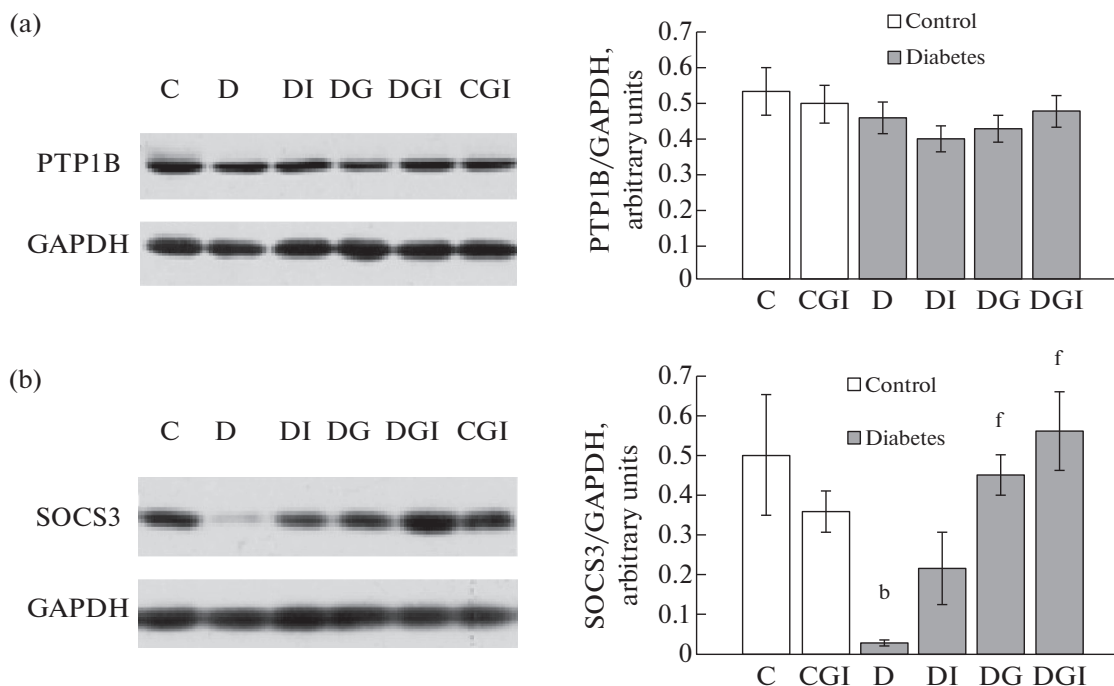 (a)
C D DI DG DGI CGI
PTP1B
GAPDH
PTP1B/GAPDH,
arbitrary units
0.7
0.6
0.5
0.4
0.3
0.2
0.1
0
Control
Diabetes
C CGI D DI DG DGI
(b)
C D DI DG DGI CGI
SOCS3
GAPDH
SOCS3/GAPDH,
arbitrary units
0.7
0.6
0.5
0.4
0.3
0.2
0.1
0
Control
Diabetes
b
f
f
C CGI D DI DG DGI